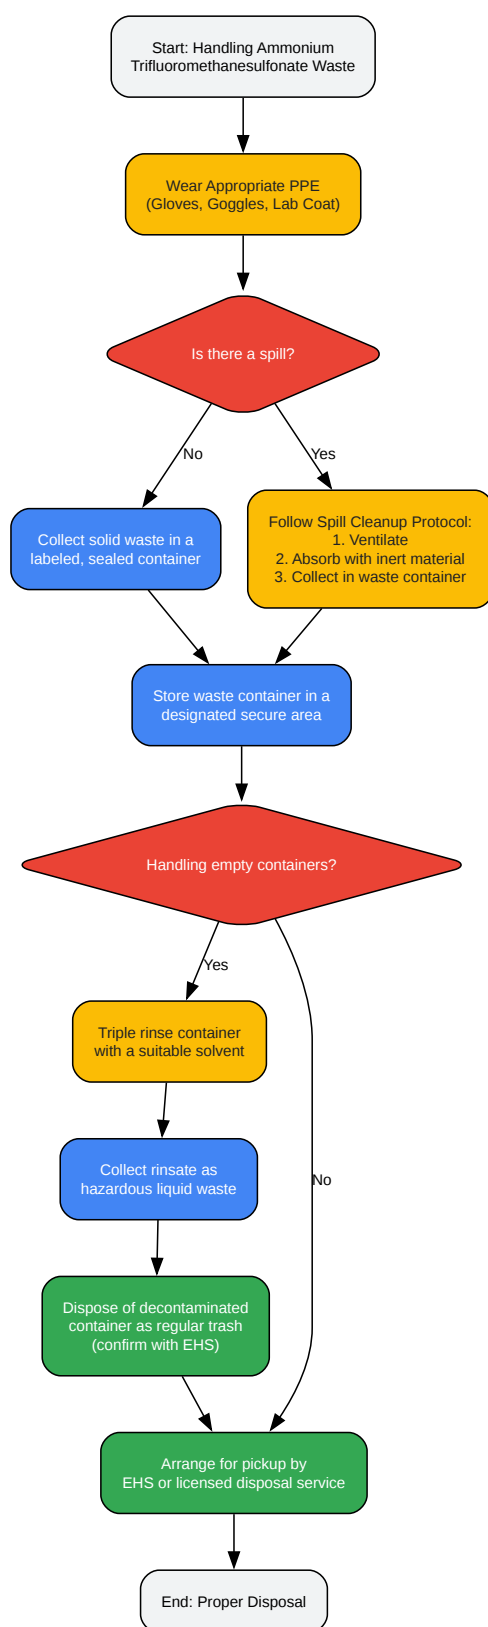 Start: Handling Ammonium
Trifluoromethanesulfonate Waste
Wear Appropriate PPE
(Gloves, Goggles, Lab Coat)
Is there a spill?
No
Yes
Collect solid waste in a
labeled, sealed container
Follow Spill Cleanup Protocol:
1. Ventilate
2. Absorb with inert material
3. Collect in waste container
Store waste container in a
designated secure area
Handling empty containers?
Yes
Triple rinse container
with a suitable solvent
Collect rinsate as
hazardous liquid waste
No
Dispose of decontaminated
container as regular trash
(confirm with EHS)
Arrange for pickup by
EHS or licensed disposal service
End: Proper Disposal